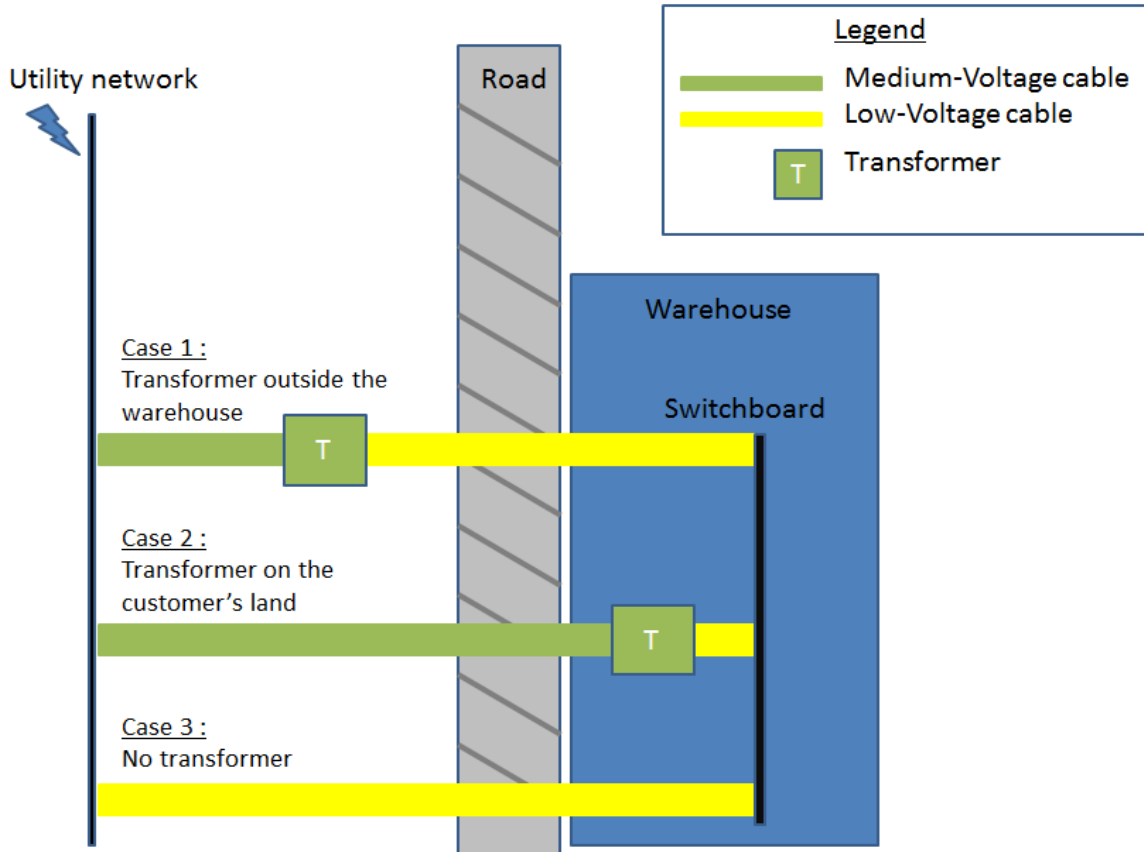 Legend
Medium-Voltage cable
Low-Voltage cable
T
Transformer
Utility network
Road
Warehouse
Case 1 :
Transformer outside the
warehouse
Switchboard
T
Case 2 :
Transformer on the
customer’s land
T
Case 3 :
No transformer